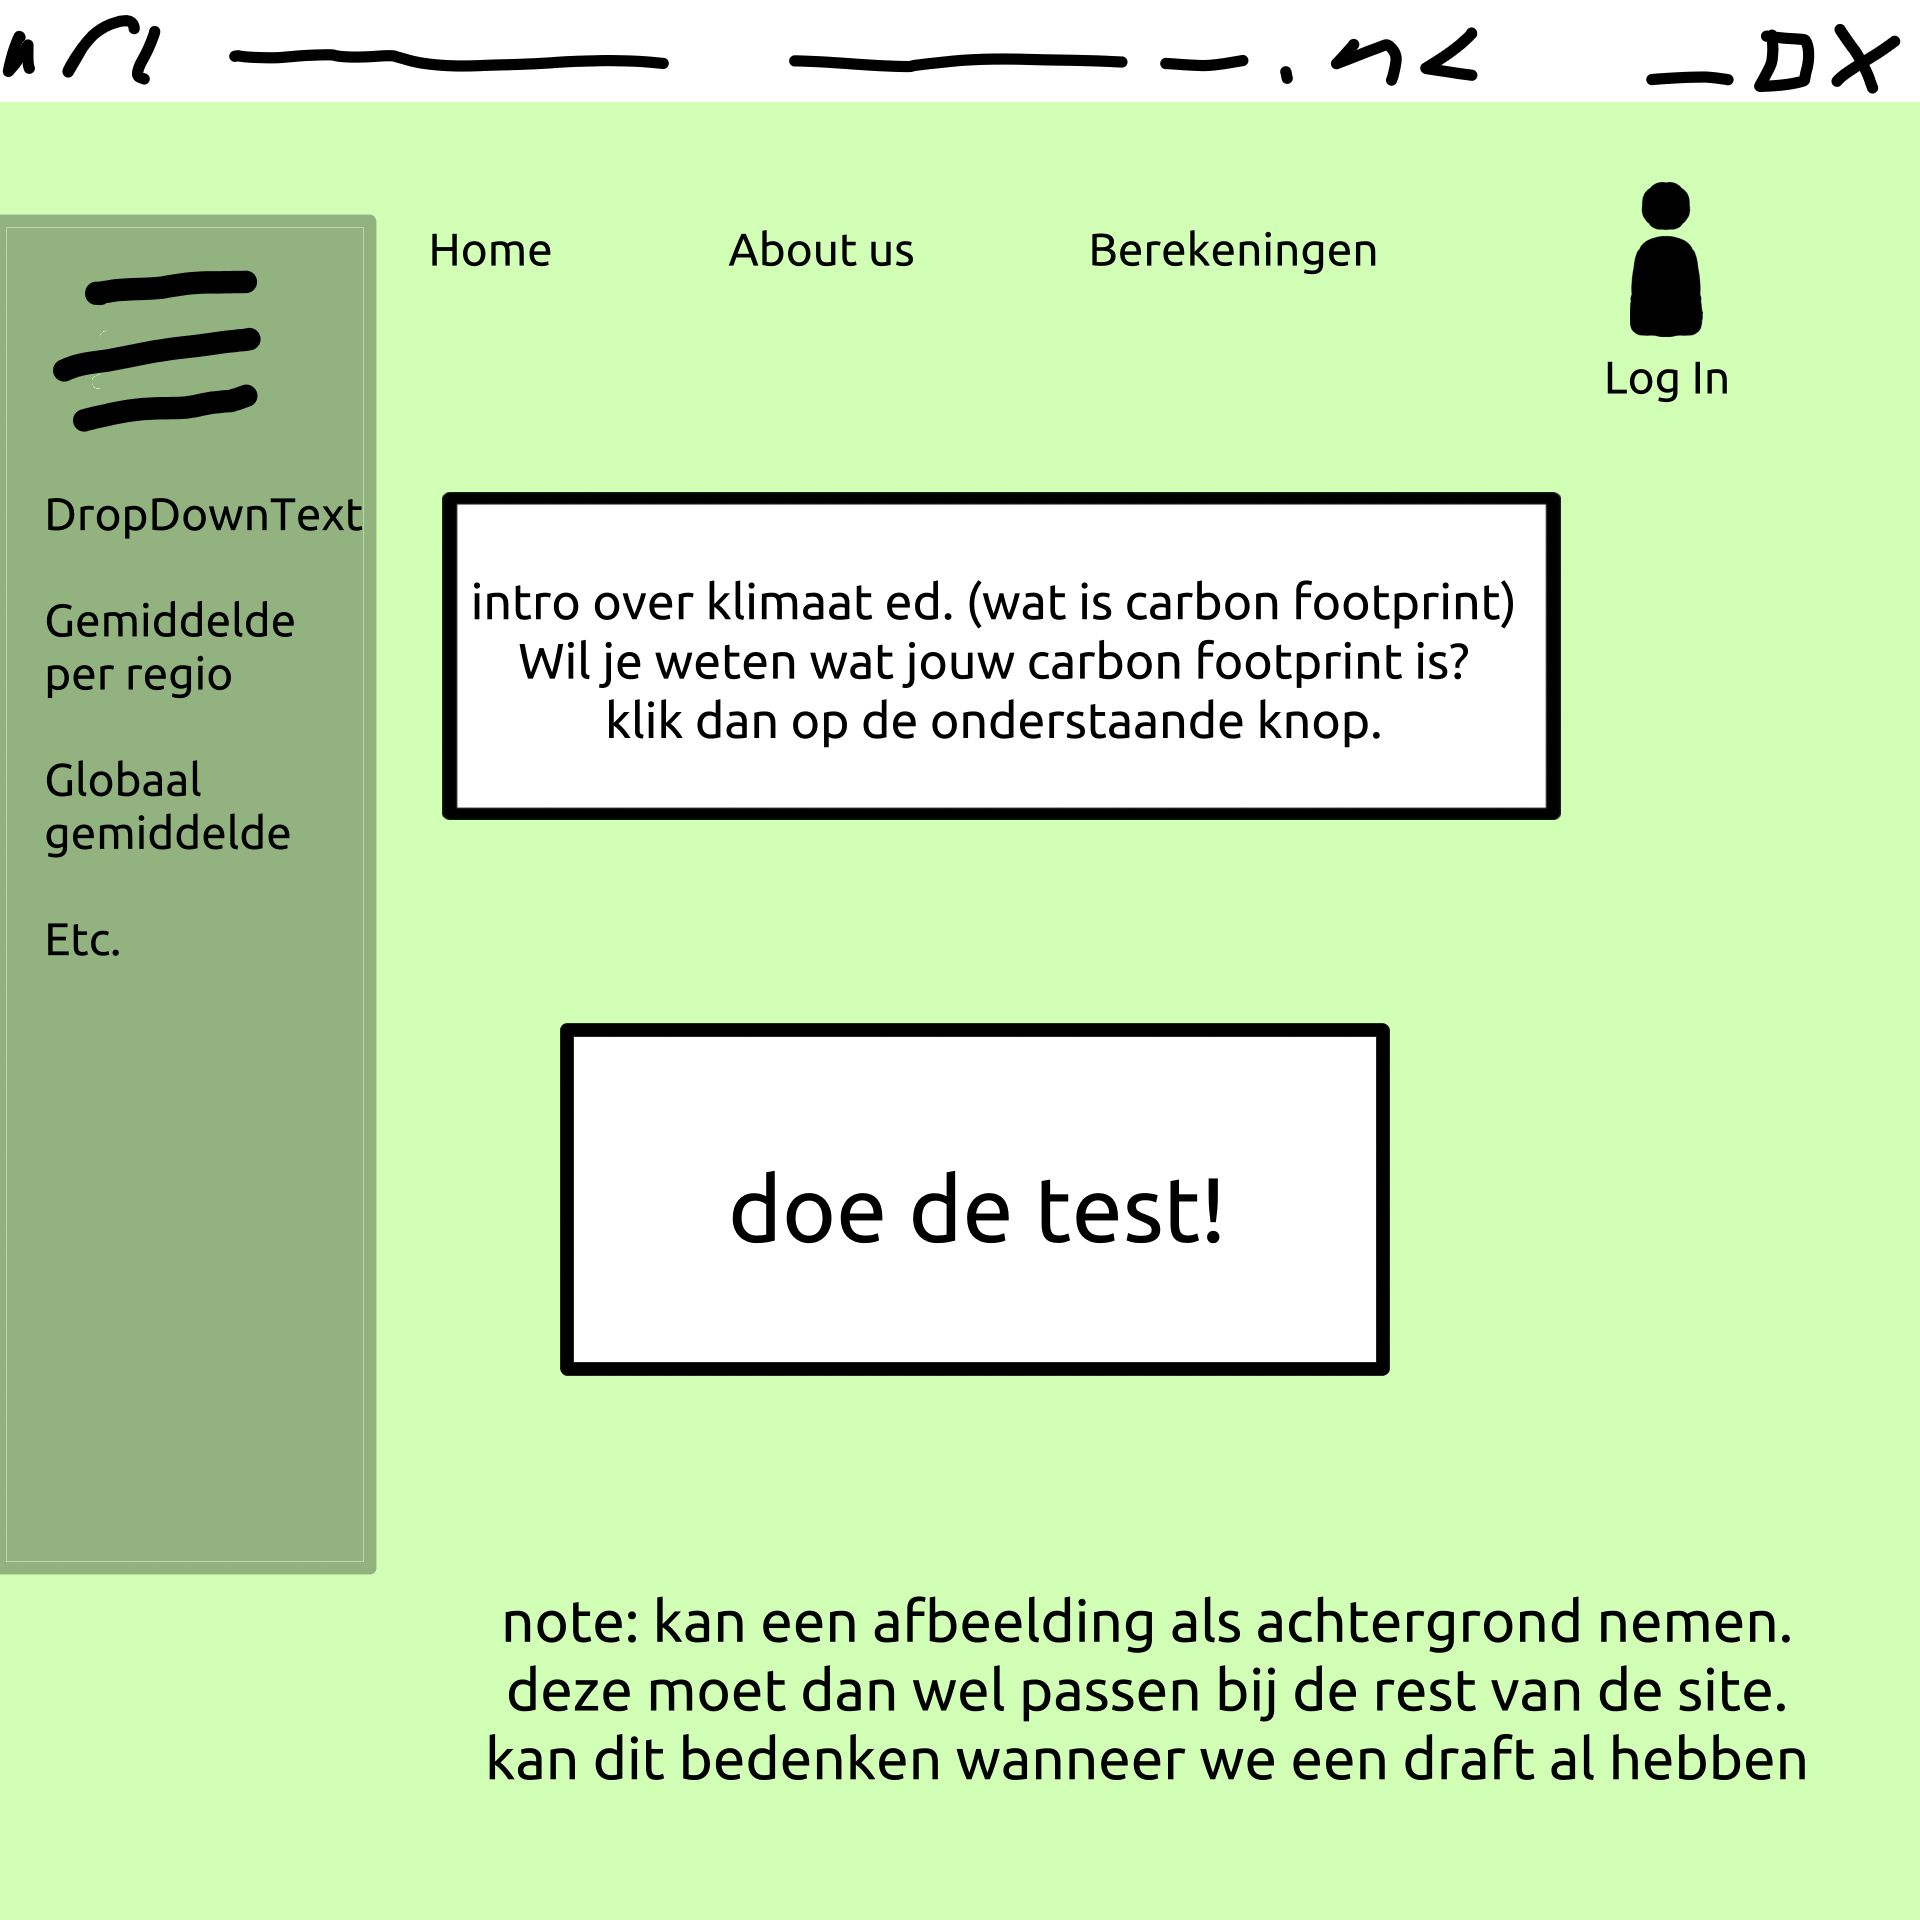 url .nl
Home About us Berekeningen
Log In
DropDownText
Gemiddelde
per regio
Globaal
gemiddelde
Etc.
intro over klimaat ed. (wat is carbon footprint)
Wil je weten wat jouw carbon footprint is?
klik dan op de onderstaande knop.
doe de test!
note: kan een afbeelding als achtergrond nemen.
deze moet dan wel passen bij de rest van de site.
kan dit bedenken wanneer we een draft al hebben